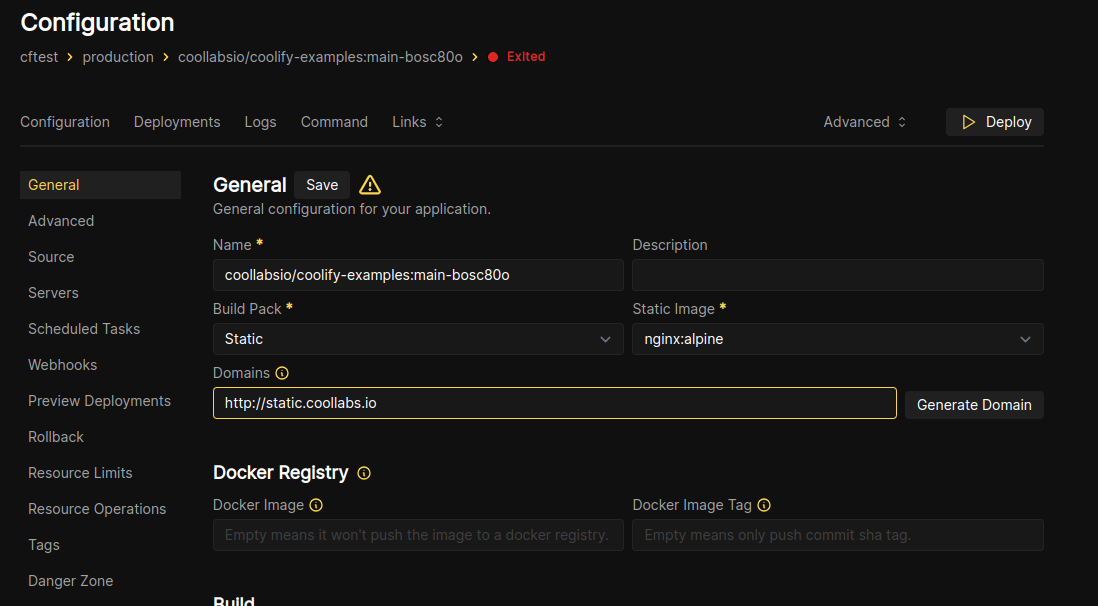 Configuration
cftest > production > coollabsio/coolify-examples:main-bosc80o > Exited
Configuration Deployments Logs Command Links Advanced Deploy
General
Advanced
Source
Servers
Scheduled Tasks
Webhooks
Preview Deployments
Rollback
Resource Limits
Resource Operations
Tags
Danger Zone
General Save
General configuration for your application.
Name * Description
coollabsio/coolify-examples:main-bosc80o
Build Pack * Static Image *
Static nginx:alpine
Domains
http://static.coollabs.io Generate Domain
Docker Registry
Docker Image Docker Image Tag
Empty means it won't push the image to a docker registry. Empty means only push commit sha tag.
Build